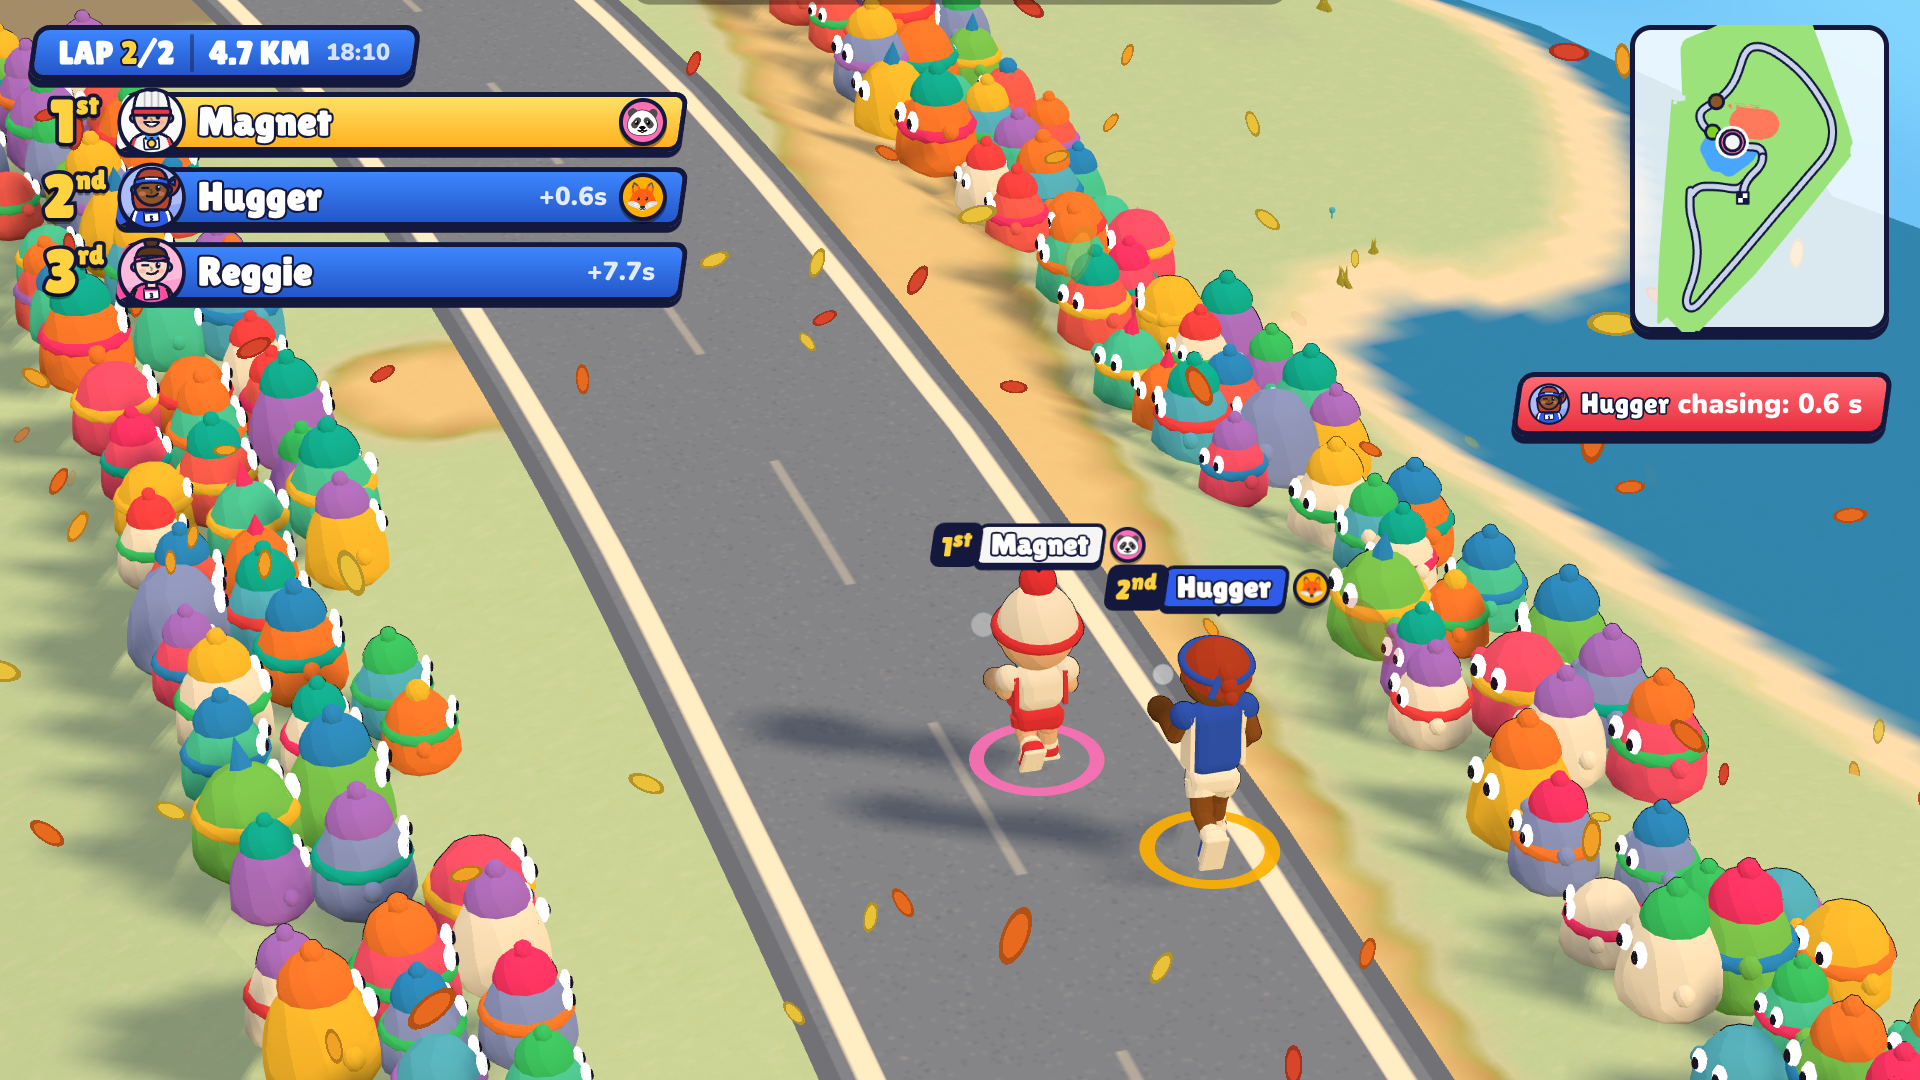 LAP 2/2 4.7 KM 18:10
1st Magnet
2nd Hugger +0.6s
3rd Reggie +7.7s
Hugger chasing: 0.6 s
1st Magnet
2nd Hugger